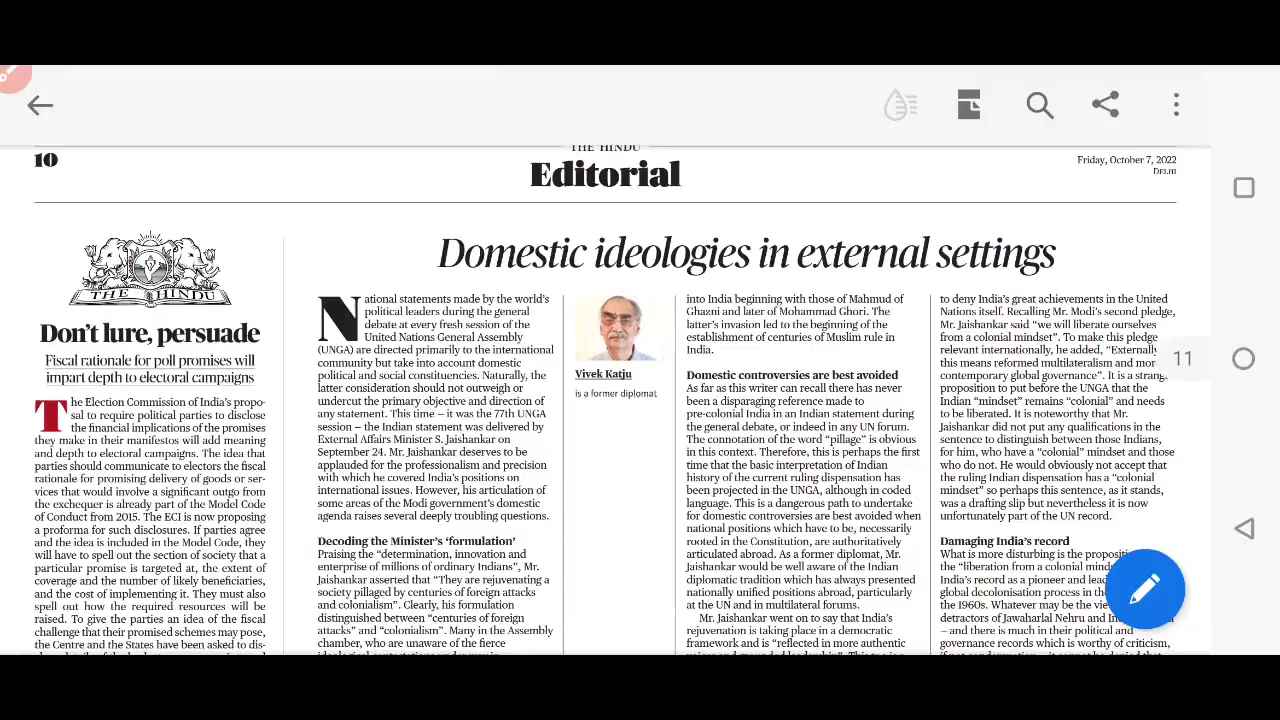 THE HINDU
10
Editorial
Friday, October 7, 2022
DELHI
THE HINDU
Don't lure, persuade
Fiscal rationale for poll promises will
impart depth to electoral campaigns
The Election Commission of India's propo-
sal to require political parties to disclose
the financial implications of the promises
they make in their manifestos will add meaning
and depth to electoral campaigns. The idea that
parties should communicate to electors the fiscal
rationale for promising delivery of goods or ser-
vices that would involve a significant outgo from
the exchequer is already part of the Model Code
of Conduct from 2015. The ECI is now proposing
a proforma for such disclosures. If parties agree
and the idea is included in the Model Code, they
will have to spell out the section of society that a
particular promise is targeted at, the extent of
coverage and the number of likely beneficiaries,
and the cost of implementing it. They must also
spell out how the required resources will be
raised. To give the parties an idea of the fiscal
challenge that their promised schemes may pose,
the Centre and the States have been asked to dis-
Domestic ideologies in external settings
National statements made by the world's
political leaders during the general
debate at every fresh session of the
United Nations General Assembly
(UNGA) are directed primarily to the international
community but take into account domestic
political and social constituencies. Naturally, the
latter consideration should not outweigh or
undercut the primary objective and direction of
any statement. This time – it was the 77th UNGA
session – the Indian statement was delivered by
External Affairs Minister S. Jaishankar on
September 24. Mr. Jaishankar deserves to be
applauded for the professionalism and precision
with which he covered India's positions on
international issues. However, his articulation of
some areas of the Modi government's domestic
agenda raises several deeply troubling questions.
Decoding the Minister's 'formulation'
Praising the "determination, innovation and
enterprise of millions of ordinary Indians", Mr.
Jaishankar asserted that "They are rejuvenating a
society pillaged by centuries of foreign attacks
and colonialism". Clearly, his formulation
distinguished between "centuries of foreign
attacks" and "colonialism". Many in the Assembly
chamber, who are unaware of the fierce
Vivek Katju
is a former diplomat
into India beginning with those of Mahmud of
Ghazni and later of Mohammad Ghori. The
latter's invasion led to the beginning of the
establishment of centuries of Muslim rule in
India.
Domestic controversies are best avoided
As far as this writer can recall there has never
been a disparaging reference made to
pre-colonial India in an Indian statement during
the general debate, or indeed in any UN forum.
The connotation of the word "pillage" is obvious
in this context. Therefore, this is perhaps the first
time that the basic interpretation of Indian
history of the current ruling dispensation has
been projected in the UNGA, although in coded
language. This is a dangerous path to undertake
for domestic controversies are best avoided when
national positions which have to be, necessarily
rooted in the Constitution, are authoritatively
articulated abroad. As a former diplomat, Mr.
Jaishankar would be well aware of the Indian
diplomatic tradition which has always presented
nationally unified positions abroad, particularly
at the UN and in multilateral forums.
Mr. Jaishankar went on to say that India's
rejuvenation is taking place in a democratic
framework and is "reflected in more authentic
to deny India's great achievements in the United
Nations itself. Recalling Mr. Modi's second pledge,
Mr. Jaishankar said "we will liberate ourselves
from a colonial mindset". To make this pledge
relevant internationally, he added, "Externally,
this means reformed multilateralism and more
contemporary global governance". It is a strange
proposition to put before the UNGA that the
Indian "mindset" remains "colonial" and needs
to be liberated. It is noteworthy that Mr.
Jaishankar did not put any qualifications in the
sentence to distinguish between those Indians,
for him, who have a "colonial" mindset and those
who do not. He would obviously not accept that
the ruling Indian dispensation has a "colonial
mindset" so perhaps this sentence, as it stands,
was a drafting slip but nevertheless it is now
unfortunately part of the UN record.
Damaging India's record
What is more disturbing is the proposi
the "liberation from a colonial minds
India's record as a pioneer and lead
global decolonisation process in th
the 1960s. Whatever may be the vie
detractors of Jawaharlal Nehru and In
– and there is much in their political and
governance records which is worthy of criticism,
11